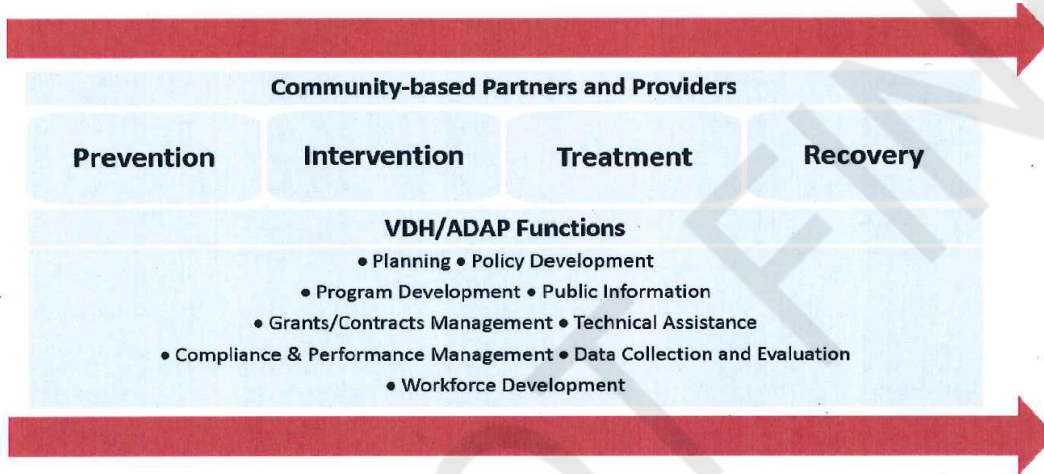 Community-based Partners and Providers
Prevention Intervention Treatment Recovery
VDH/ADAP Functions
• Planning • Policy Development
• Program Development • Public Information
• Grants/Contracts Management • Technical Assistance
• Compliance & Performance Management • Data Collection and Evaluation
• Workforce Development